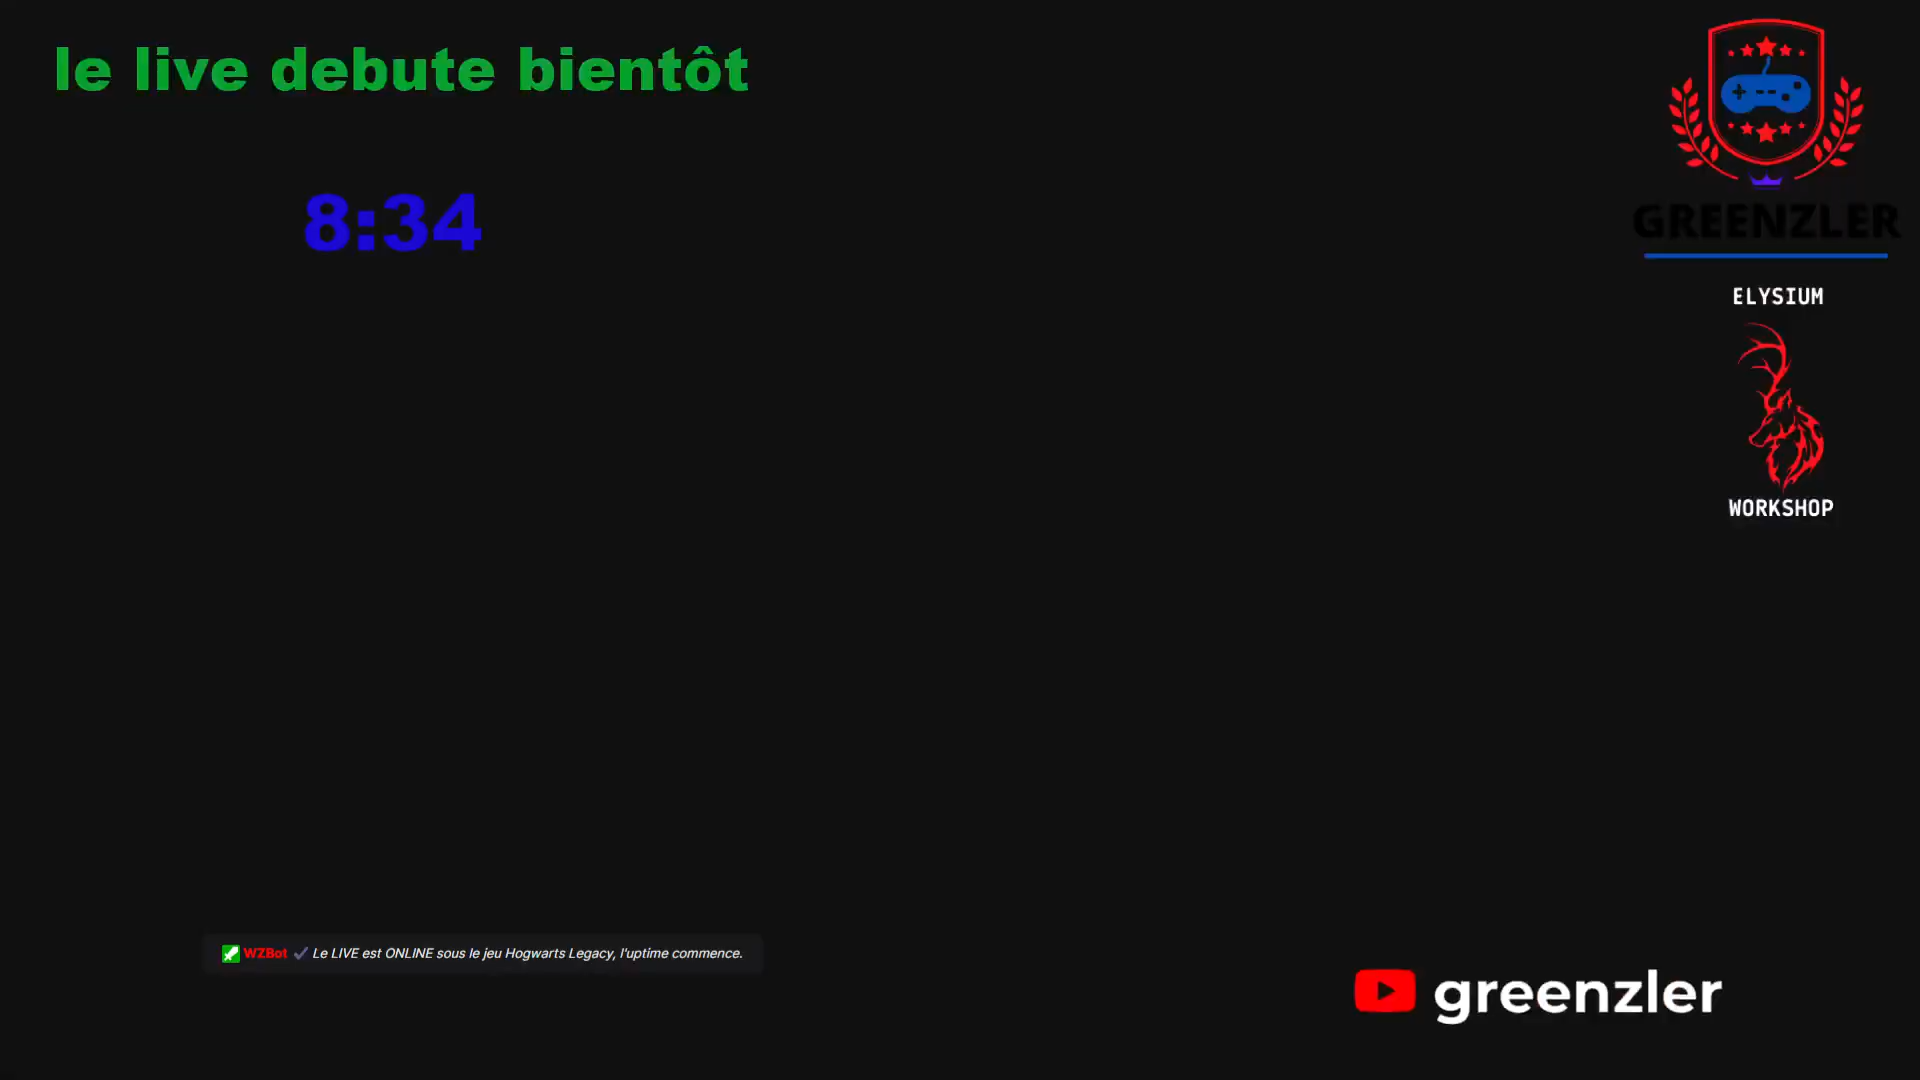 le live debute bientôt
8:34
GREENZLER
ELYSIUM
WORKSHOP
WZBot Le LIVE est ONLINE sous le jeu Hogwarts Legacy, l'uptime commence.
greenzler